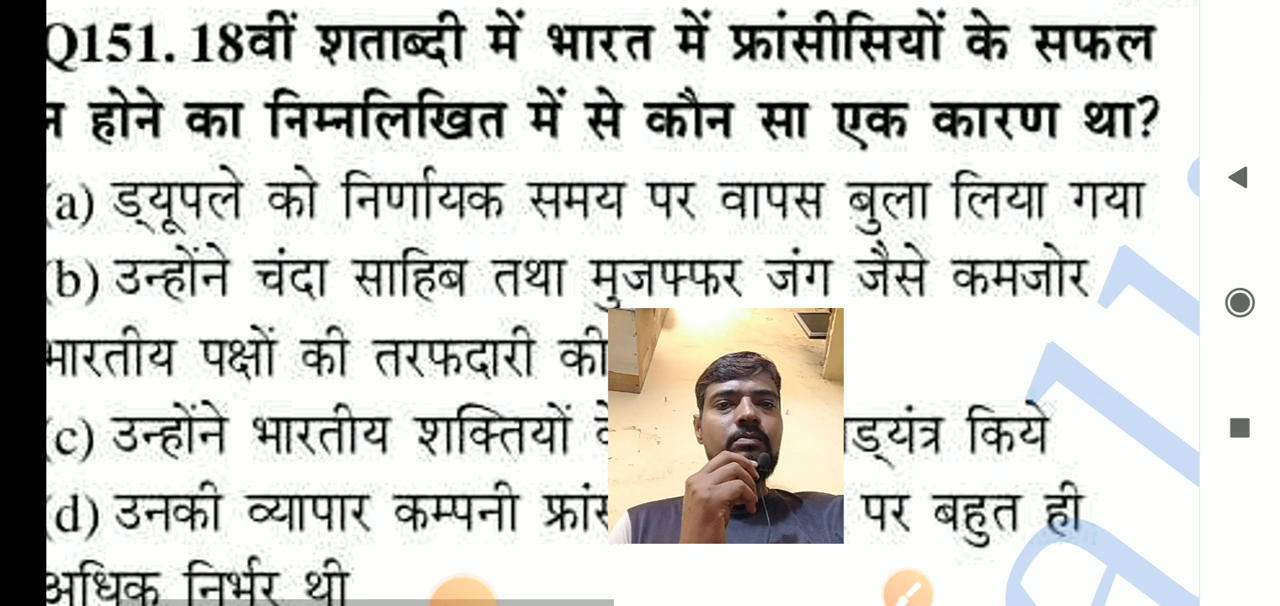 Q151. 18वीं शताब्दी में भारत में फ्रांसीसियों के सफल
न होने का निम्नलिखित में से कौन सा एक कारण था?
(a) ड्यूपले को निर्णायक समय पर वापस बुला लिया गया
(b) उन्होंने चंदा साहिब तथा मुजफ्फर जंग जैसे कमजोर
भारतीय पक्षों की तरफदारी की
(c) उन्होंने भारतीय शक्तियों किये
(d) उनकी व्यापार कम्पनी पर बहुत ही
अधिक निर्भर थी